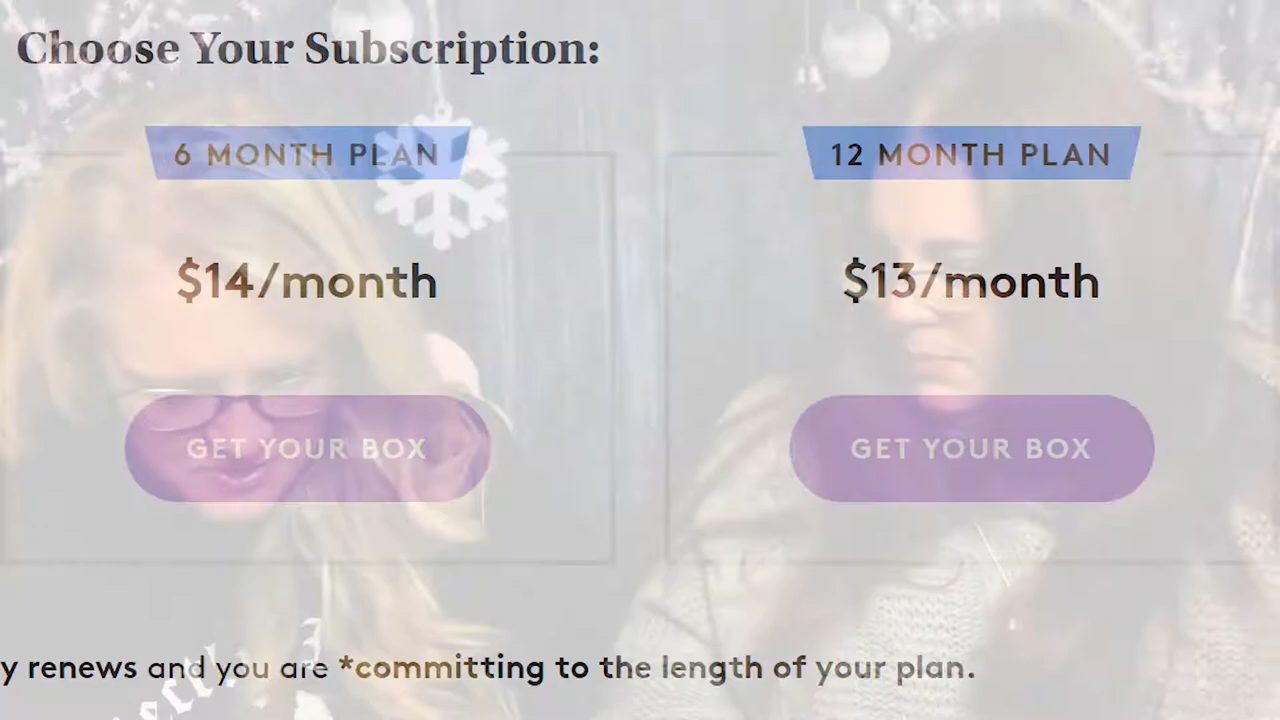 Choose Your Subscription:
6 MONTH PLAN
12 MONTH PLAN
$14/month
$13/month
GET YOUR BOX
GET YOUR BOX
y renews and you are *committing to the length of your plan.